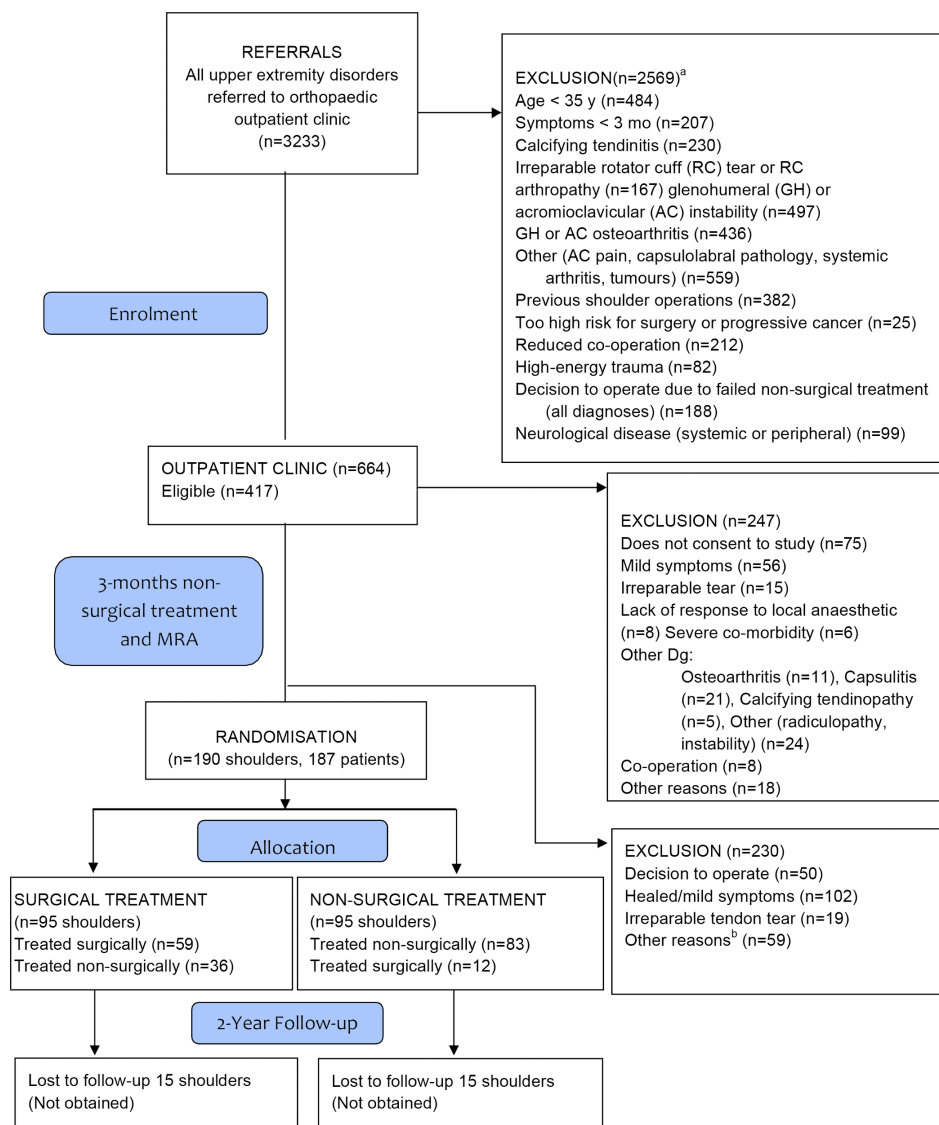 REFERRALS
All upper extremity disorders
referred to orthopaedic
outpatient clinic
(n=3233)
EXCLUSION(n=2569)a
Age < 35 y (n=484)
Symptoms < 3 mo (n=207)
Calcifying tendinitis (n=230)
Irreparable rotator cuff (RC) tear or RC
arthropathy (n=167) glenohumeral (GH) or
acromioclavicular (AC) instability (n=497)
GH or AC osteoarthritis (n=436)
Other (AC pain, capsulolabral pathology, systemic
arthritis, tumours) (n=559)
Previous shoulder operations (n=382)
Too high risk for surgery or progressive cancer (n=25)
Reduced co-operation (n=212)
High-energy trauma (n=82)
Decision to operate due to failed non-surgical treatment
(all diagnoses) (n=188)
Neurological disease (systemic or peripheral) (n=99)
Enrolment
OUTPATIENT CLINIC (n=664)
Eligible (n=417)
EXCLUSION (n=247)
Does not consent to study (n=75)
Mild symptoms (n=56)
Irreparable tear (n=15)
Lack of response to local anaesthetic
(n=8) Severe co-morbidity (n=6)
Other Dg:
Osteoarthritis (n=11), Capsulitis
(n=21), Calcifying tendinopathy
(n=5), Other (radiculopathy,
instability) (n=24)
Co-operation (n=8)
Other reasons (n=18)
3-months non-
surgical treatment
and MRA
RANDOMISATION
(n=190 shoulders, 187 patients)
EXCLUSION (n=230)
Decision to operate (n=50)
Healed/mild symptoms (n=102)
Irreparable tendon tear (n=19)
Other reasonsb (n=59)
Allocation
SURGICAL TREATMENT
(n=95 shoulders)
Treated surgically (n=59)
Treated non-surgically (n=36)
NON-SURGICAL TREATMENT
(n=95 shoulders)
Treated non-surgically (n=83)
Treated surgically (n=12)
2-Year Follow-up
Lost to follow-up 15 shoulders
(Not obtained)
Lost to follow-up 15 shoulders
(Not obtained)